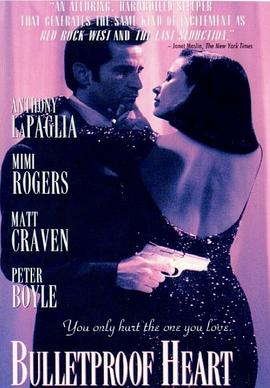 "AN ALLURING, HARDBOILED SLEEPER
THAT GENERATES THE SAME KIND OF EXCITEMENT AS
RED ROCK WEST AND THE LAST SEDUCTION."
- Janet Maslin, The New York Times
ANTHONY
LAPAGLIA
MIMI
ROGERS
MATT
CRAVEN
PETER
BOYLE
You only hurt the one you love.
BULLETPROOF HEART